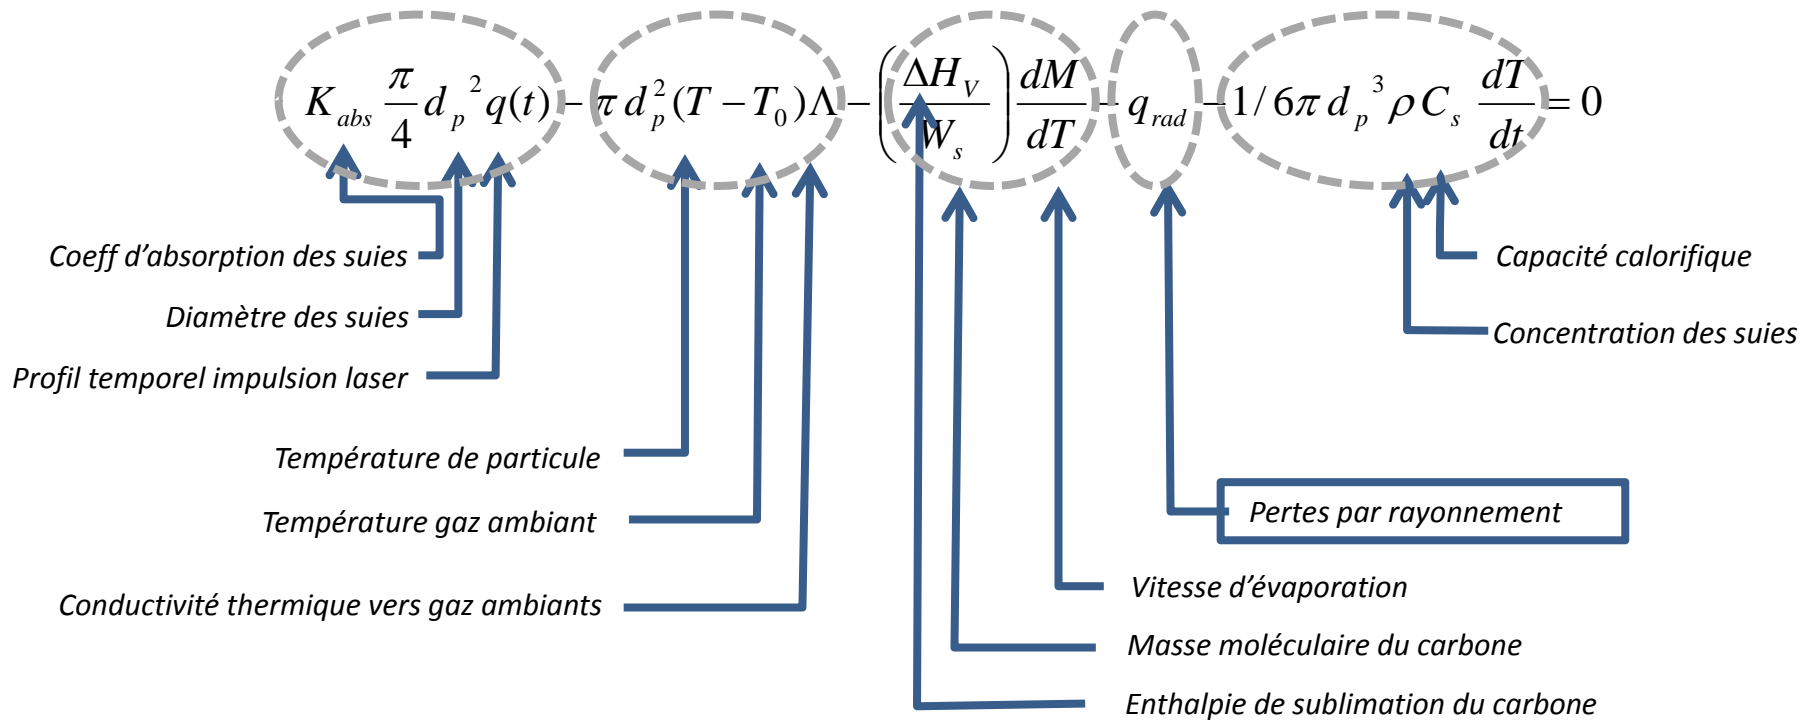 K_abs π/4 d_p² q(t) − π d_p² (T − T₀)Λ − (ΔH_V / W_s) dM/dT − q_rad − 1/6π d_p³ ρ C_s dT/dt = 0
Coeff d’absorption des suies
Capacité calorifique
Diamètre des suies
Concentration des suies
Profil temporel impulsion laser
Température de particule
Température gaz ambiant
Pertes par rayonnement
Vitesse d’évaporation
Conductivité thermique vers gaz ambiants
Masse moléculaire du carbone
Enthalpie de sublimation du carbone